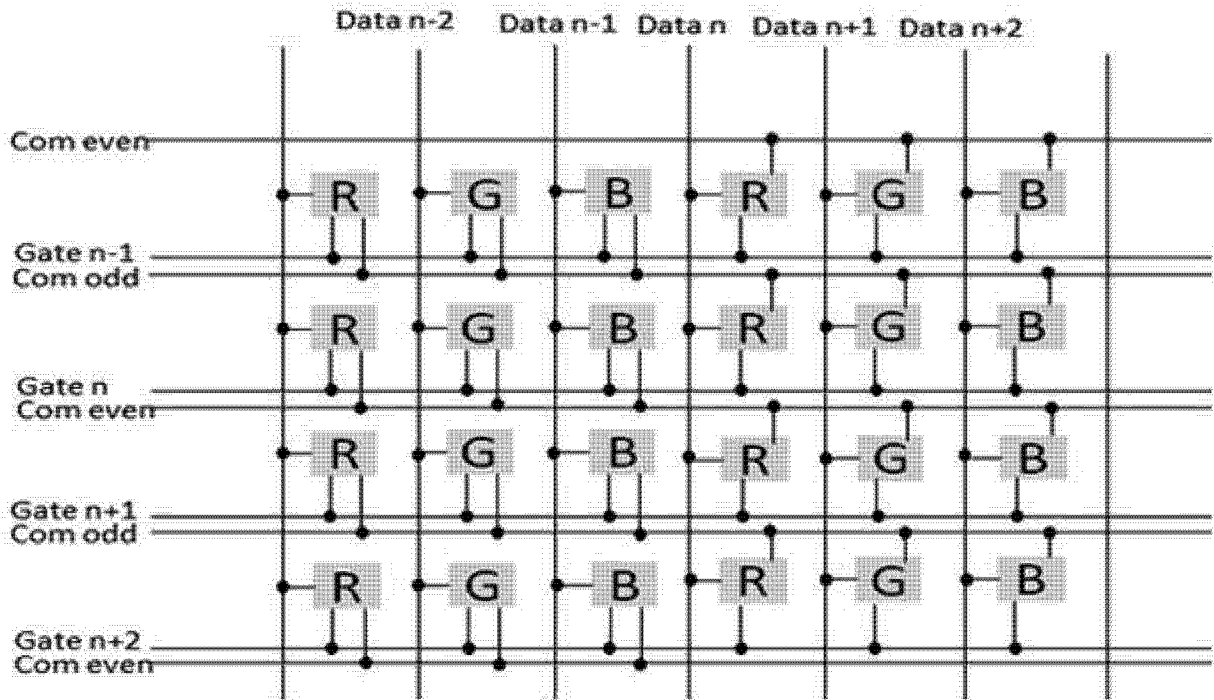 Data n-2 Data n-1 Data n Data n+1 Data n+2
Com even
R G B R G B
Gate n-1
Com odd
R G B R G B
Gate n
Com even
R G B R G B
Gate n+1
Com odd
R G B R G B
Gate n+2
Com even